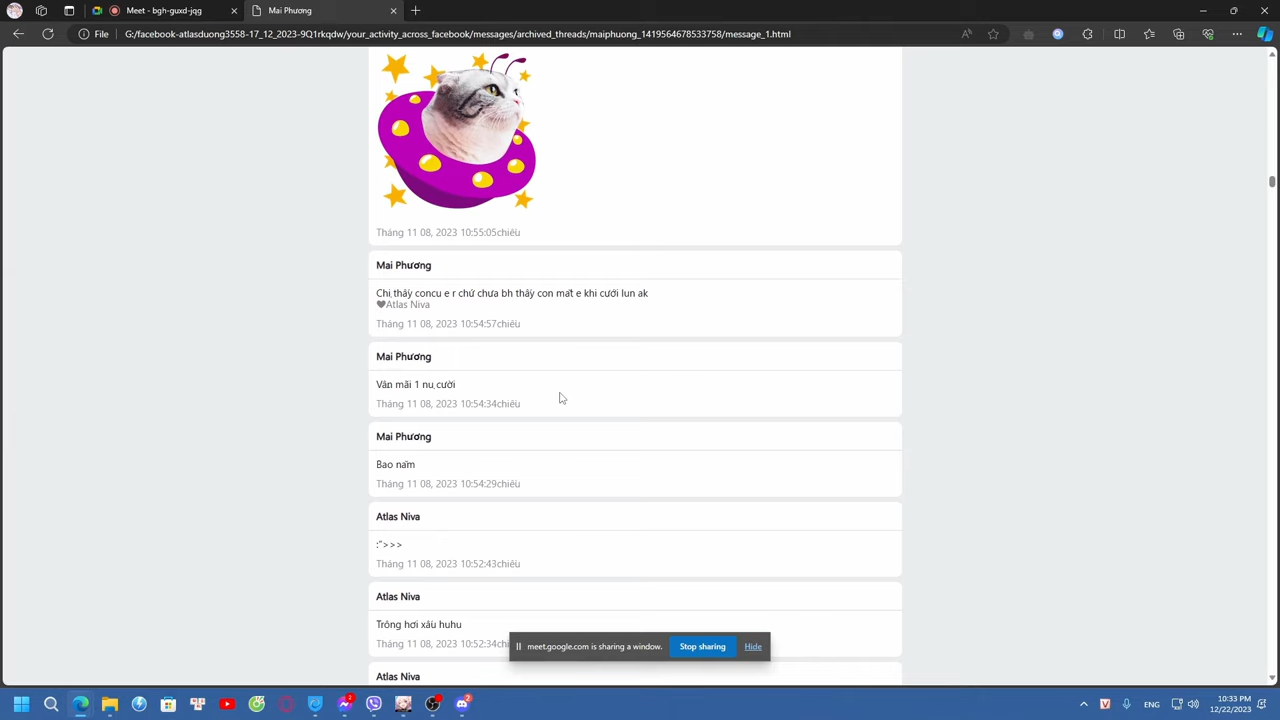 Meet - bgh-guxd-jqg
Mai Phương
File
G:/facebook-atlasduong3558-17_12_2023-9Q1rkqdw/your_activity_across_facebook/messages/archived_threads/maiphuong_1419564678533758/message_1.html
Tháng 11 08, 2023 10:55:05chiều
Mai Phương
Chị thấy concu e r chứ chưa bh thấy con mắt e khi cười lun ak
Atlas Niva
Tháng 11 08, 2023 10:54:57chiều
Mai Phương
Vẫn mãi 1 nụ cười
Tháng 11 08, 2023 10:54:34chiều
Mai Phương
Bao năm
Tháng 11 08, 2023 10:54:29chiều
Atlas Niva
:">>>
Tháng 11 08, 2023 10:52:43chiều
Atlas Niva
Trông hơi xấu huhu
Tháng 11 08, 2023 10:52:34chi
meet.google.com is sharing a window.
Stop sharing
Hide
Atlas Niva
2
2
V
ENG
10:33 PM
12/22/2023